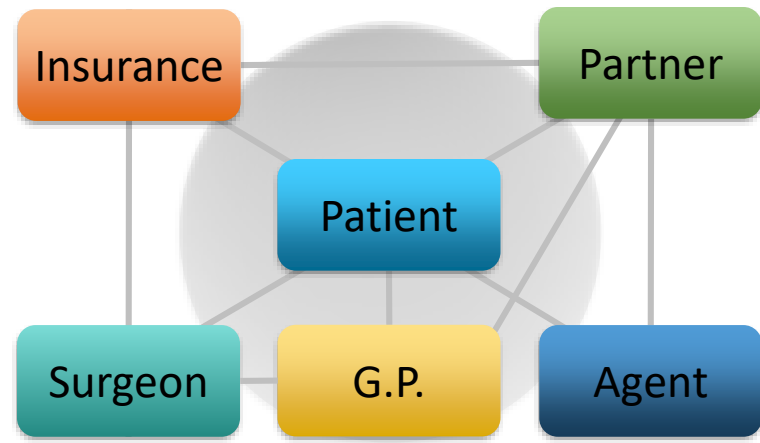 Insurance
Partner
Patient
Surgeon
G.P.
Agent